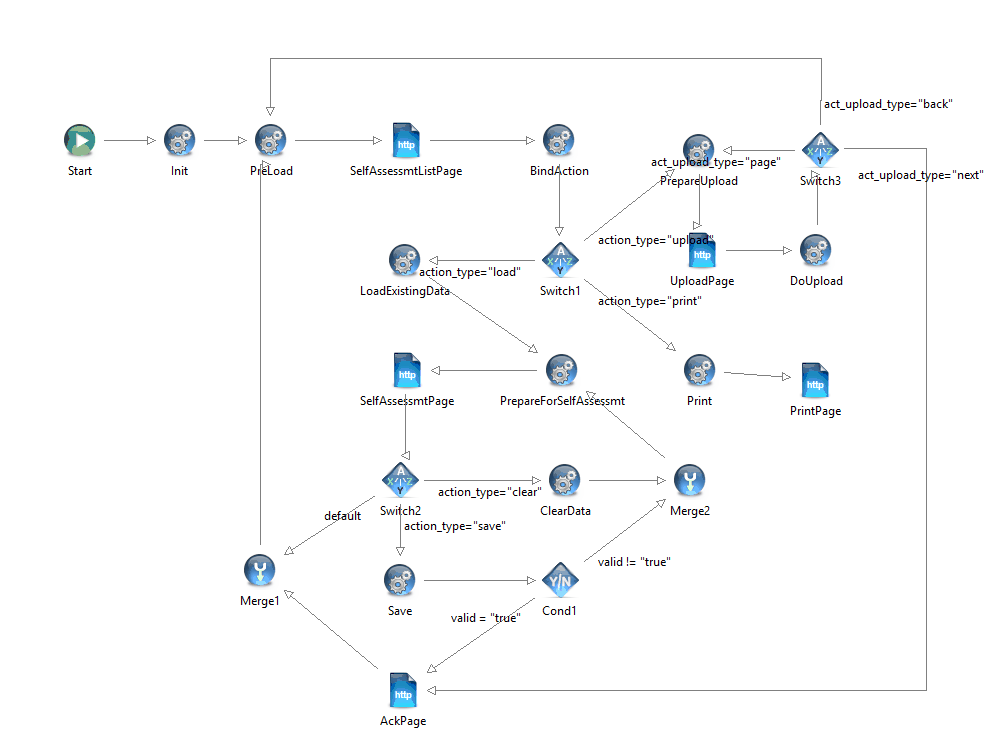 act_upload_type="back"
http
Start
Init
PreLoad
SelfAssessmtListPage
BindAction
act_upload_type="page"
PrepareUpload
A
X
Z
Y
Switch3
act_upload_type="next"
action_type="upload"
http
UploadPage
DoUpload
A
X
Z
Y
Switch1
action_type="load"
LoadExistingData
action_type="print"
http
SelfAssessmtPage
PrepareForSelfAssessmt
Print
http
PrintPage
A
X
Z
Y
Switch2
action_type="clear"
ClearData
Merge2
default
action_type="save"
Merge1
Save
Y/N
Cond1
valid != "true"
valid = "true"
http
AckPage